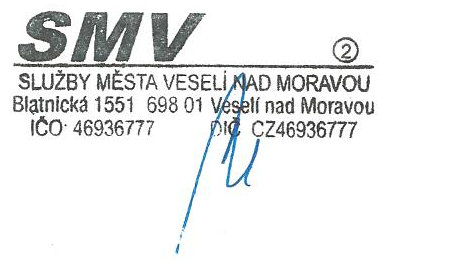 SMV
②
SLUŽBY MĚSTA VESELÍ NAD MORAVOU
Blatnická 1551 698 01 Veselí nad Moravou
IČO· 46936777 DIČ CZ46936777